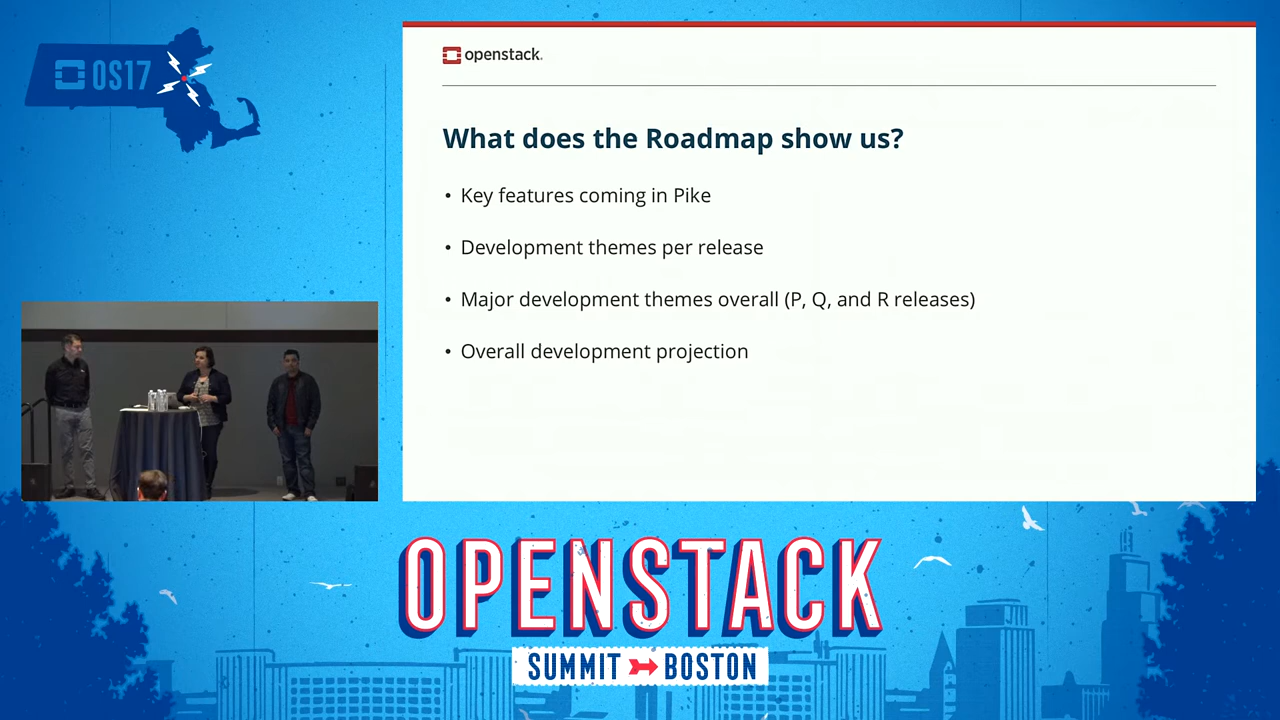 OS17
openstack.
What does the Roadmap show us?
• Key features coming in Pike
• Development themes per release
• Major development themes overall (P, Q, and R releases)
• Overall development projection
OPENSTACK
SUMMIT BOSTON